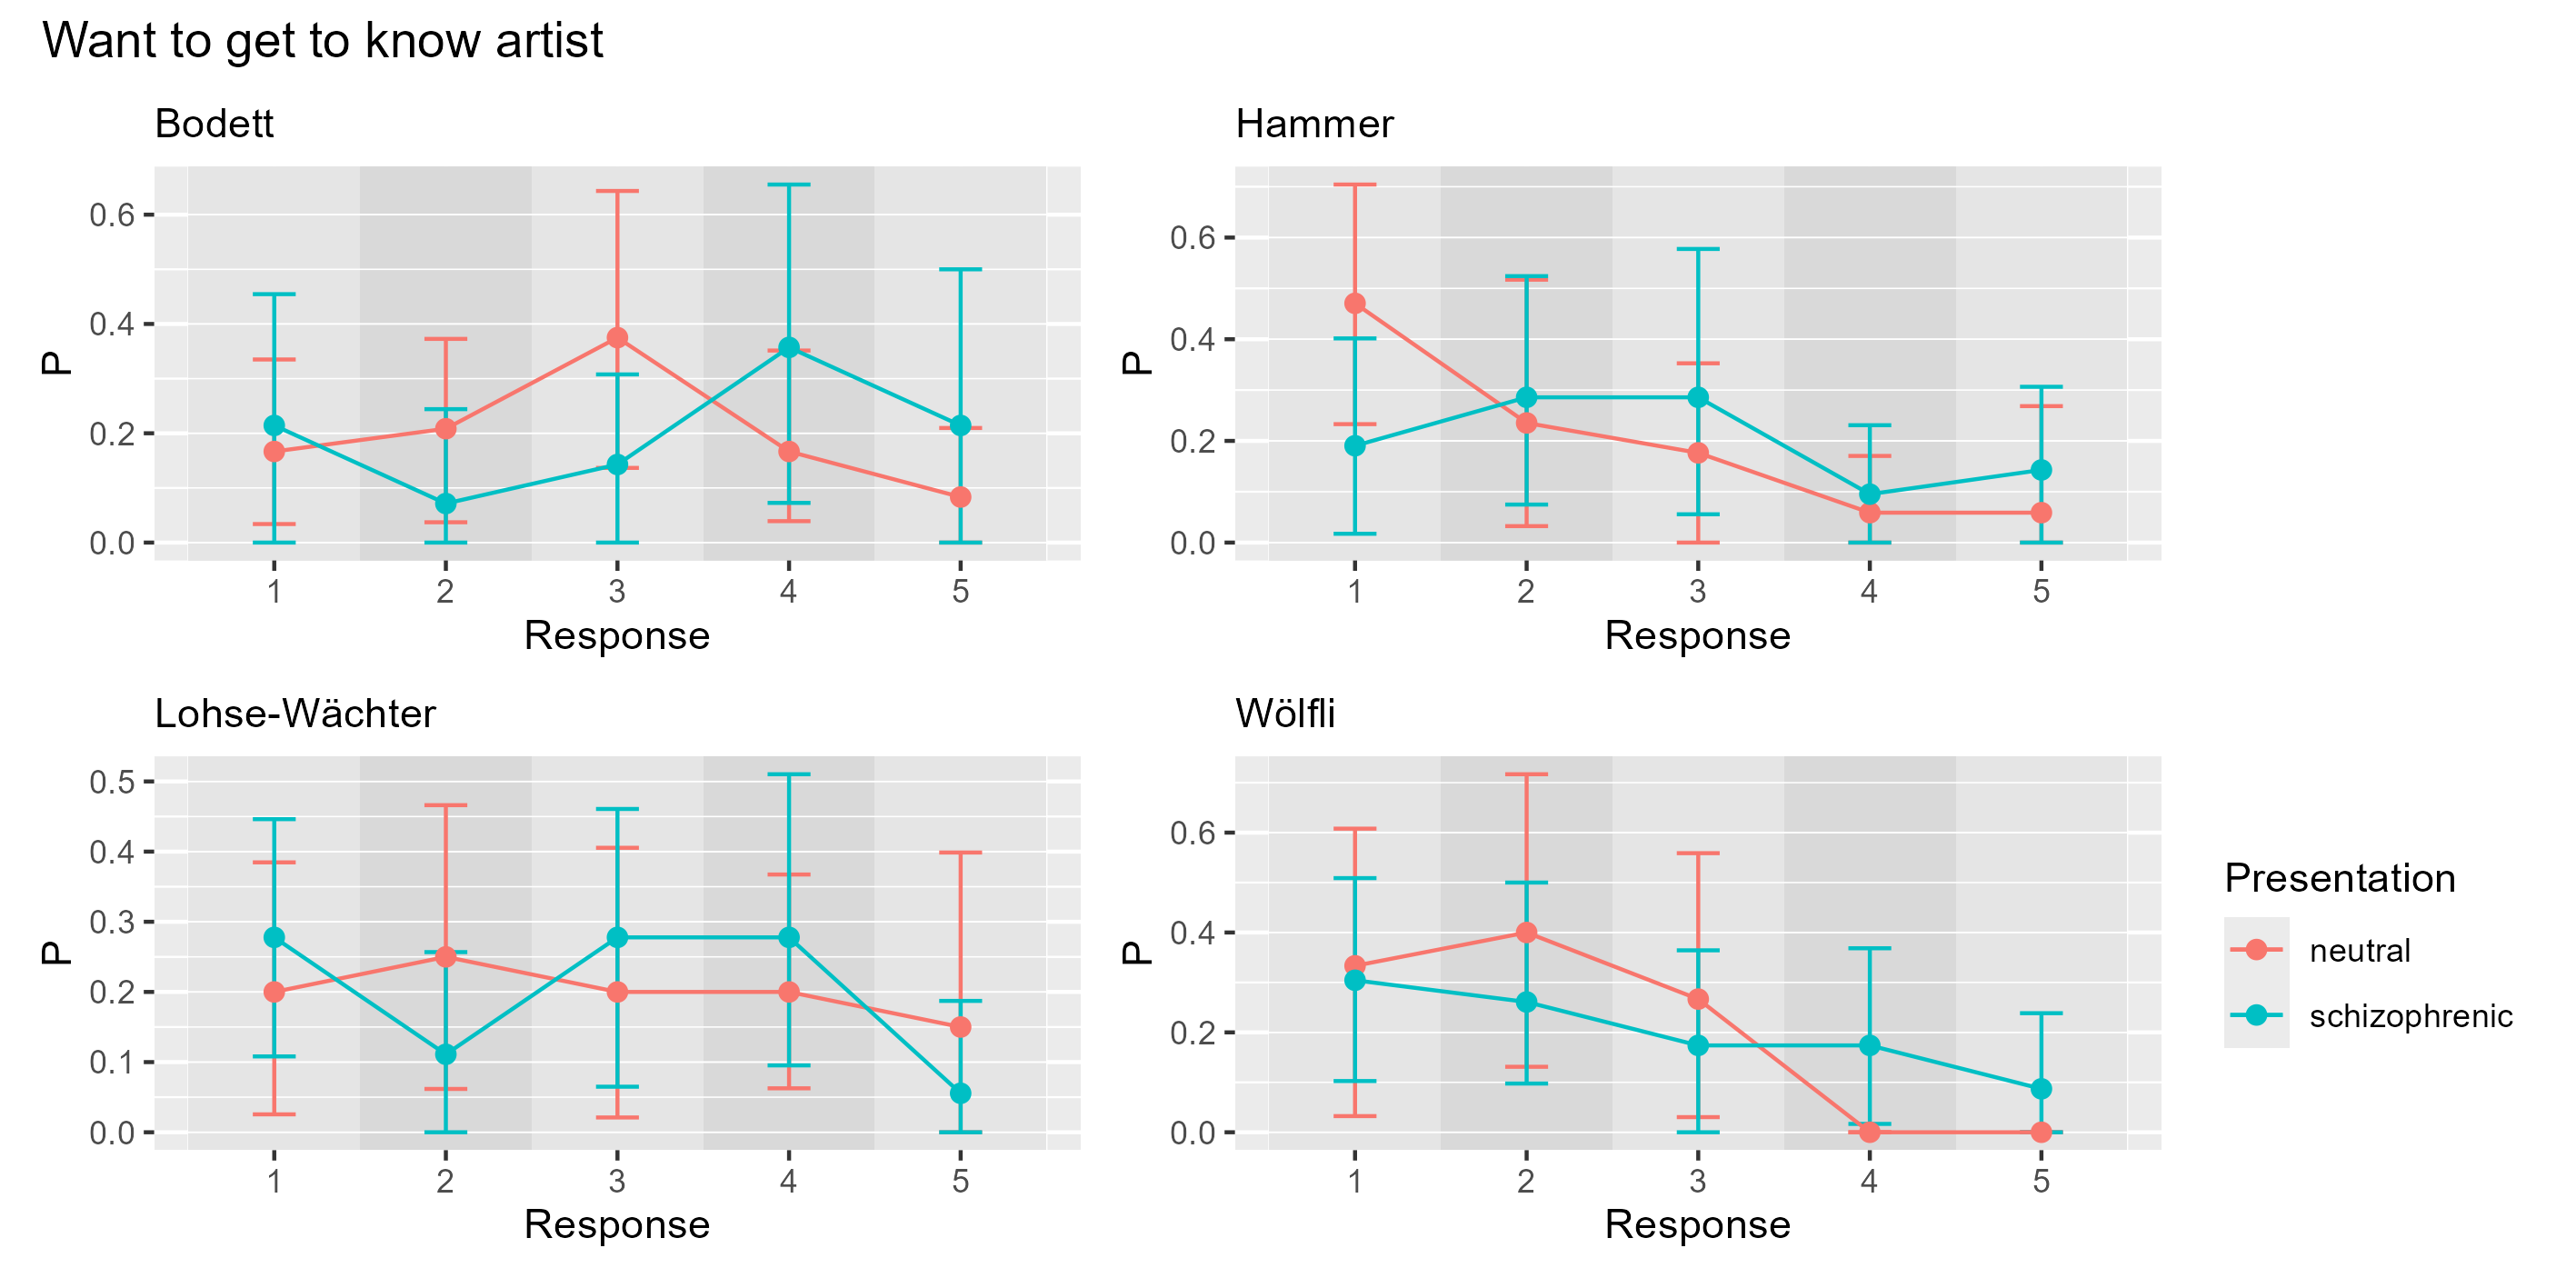 Want to get to know artist
Bodett
P
0.6
0.4
0.2
0.0
1 2 3 4 5
Response
Hammer
P
0.6
0.4
0.2
0.0
1 2 3 4 5
Response
Lohse-Wächter
P
0.5
0.4
0.3
0.2
0.1
0.0
1 2 3 4 5
Response
Wölfli
P
0.6
0.4
0.2
0.0
1 2 3 4 5
Response
Presentation
neutral
schizophrenic